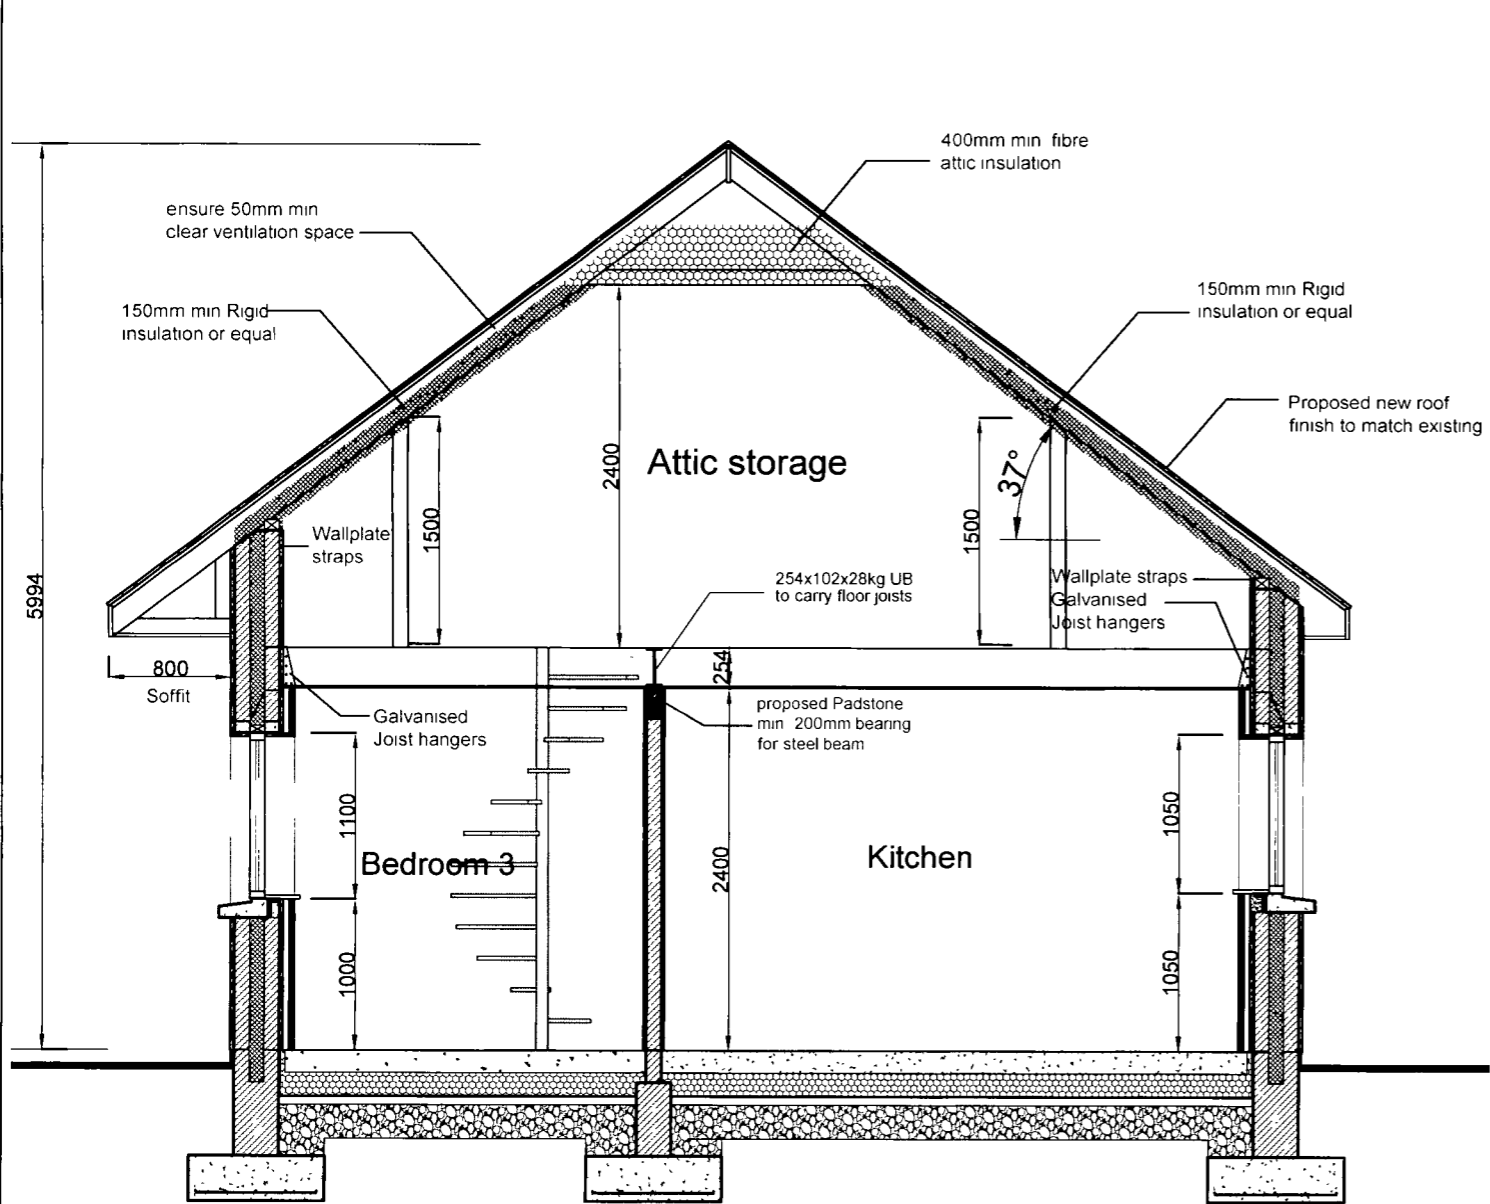 400mm min fibre
attic insulation
ensure 50mm min
clear ventilation space
150mm min Rigid
insulation or equal
150mm min Rigid
insulation or equal
Proposed new roof
finish to match existing
2400
Attic storage
37°
1500
1500
Wallplate
straps
254x102x28kg UB
to carry floor joists
Wallplate straps
Galvanised
Joist hangers
5994
800
Soffit
254
Galvanised
Joist hangers
proposed Padstone
min 200mm bearing
for steel beam
1100
1050
Bedroom 3
2400
Kitchen
1000
1050